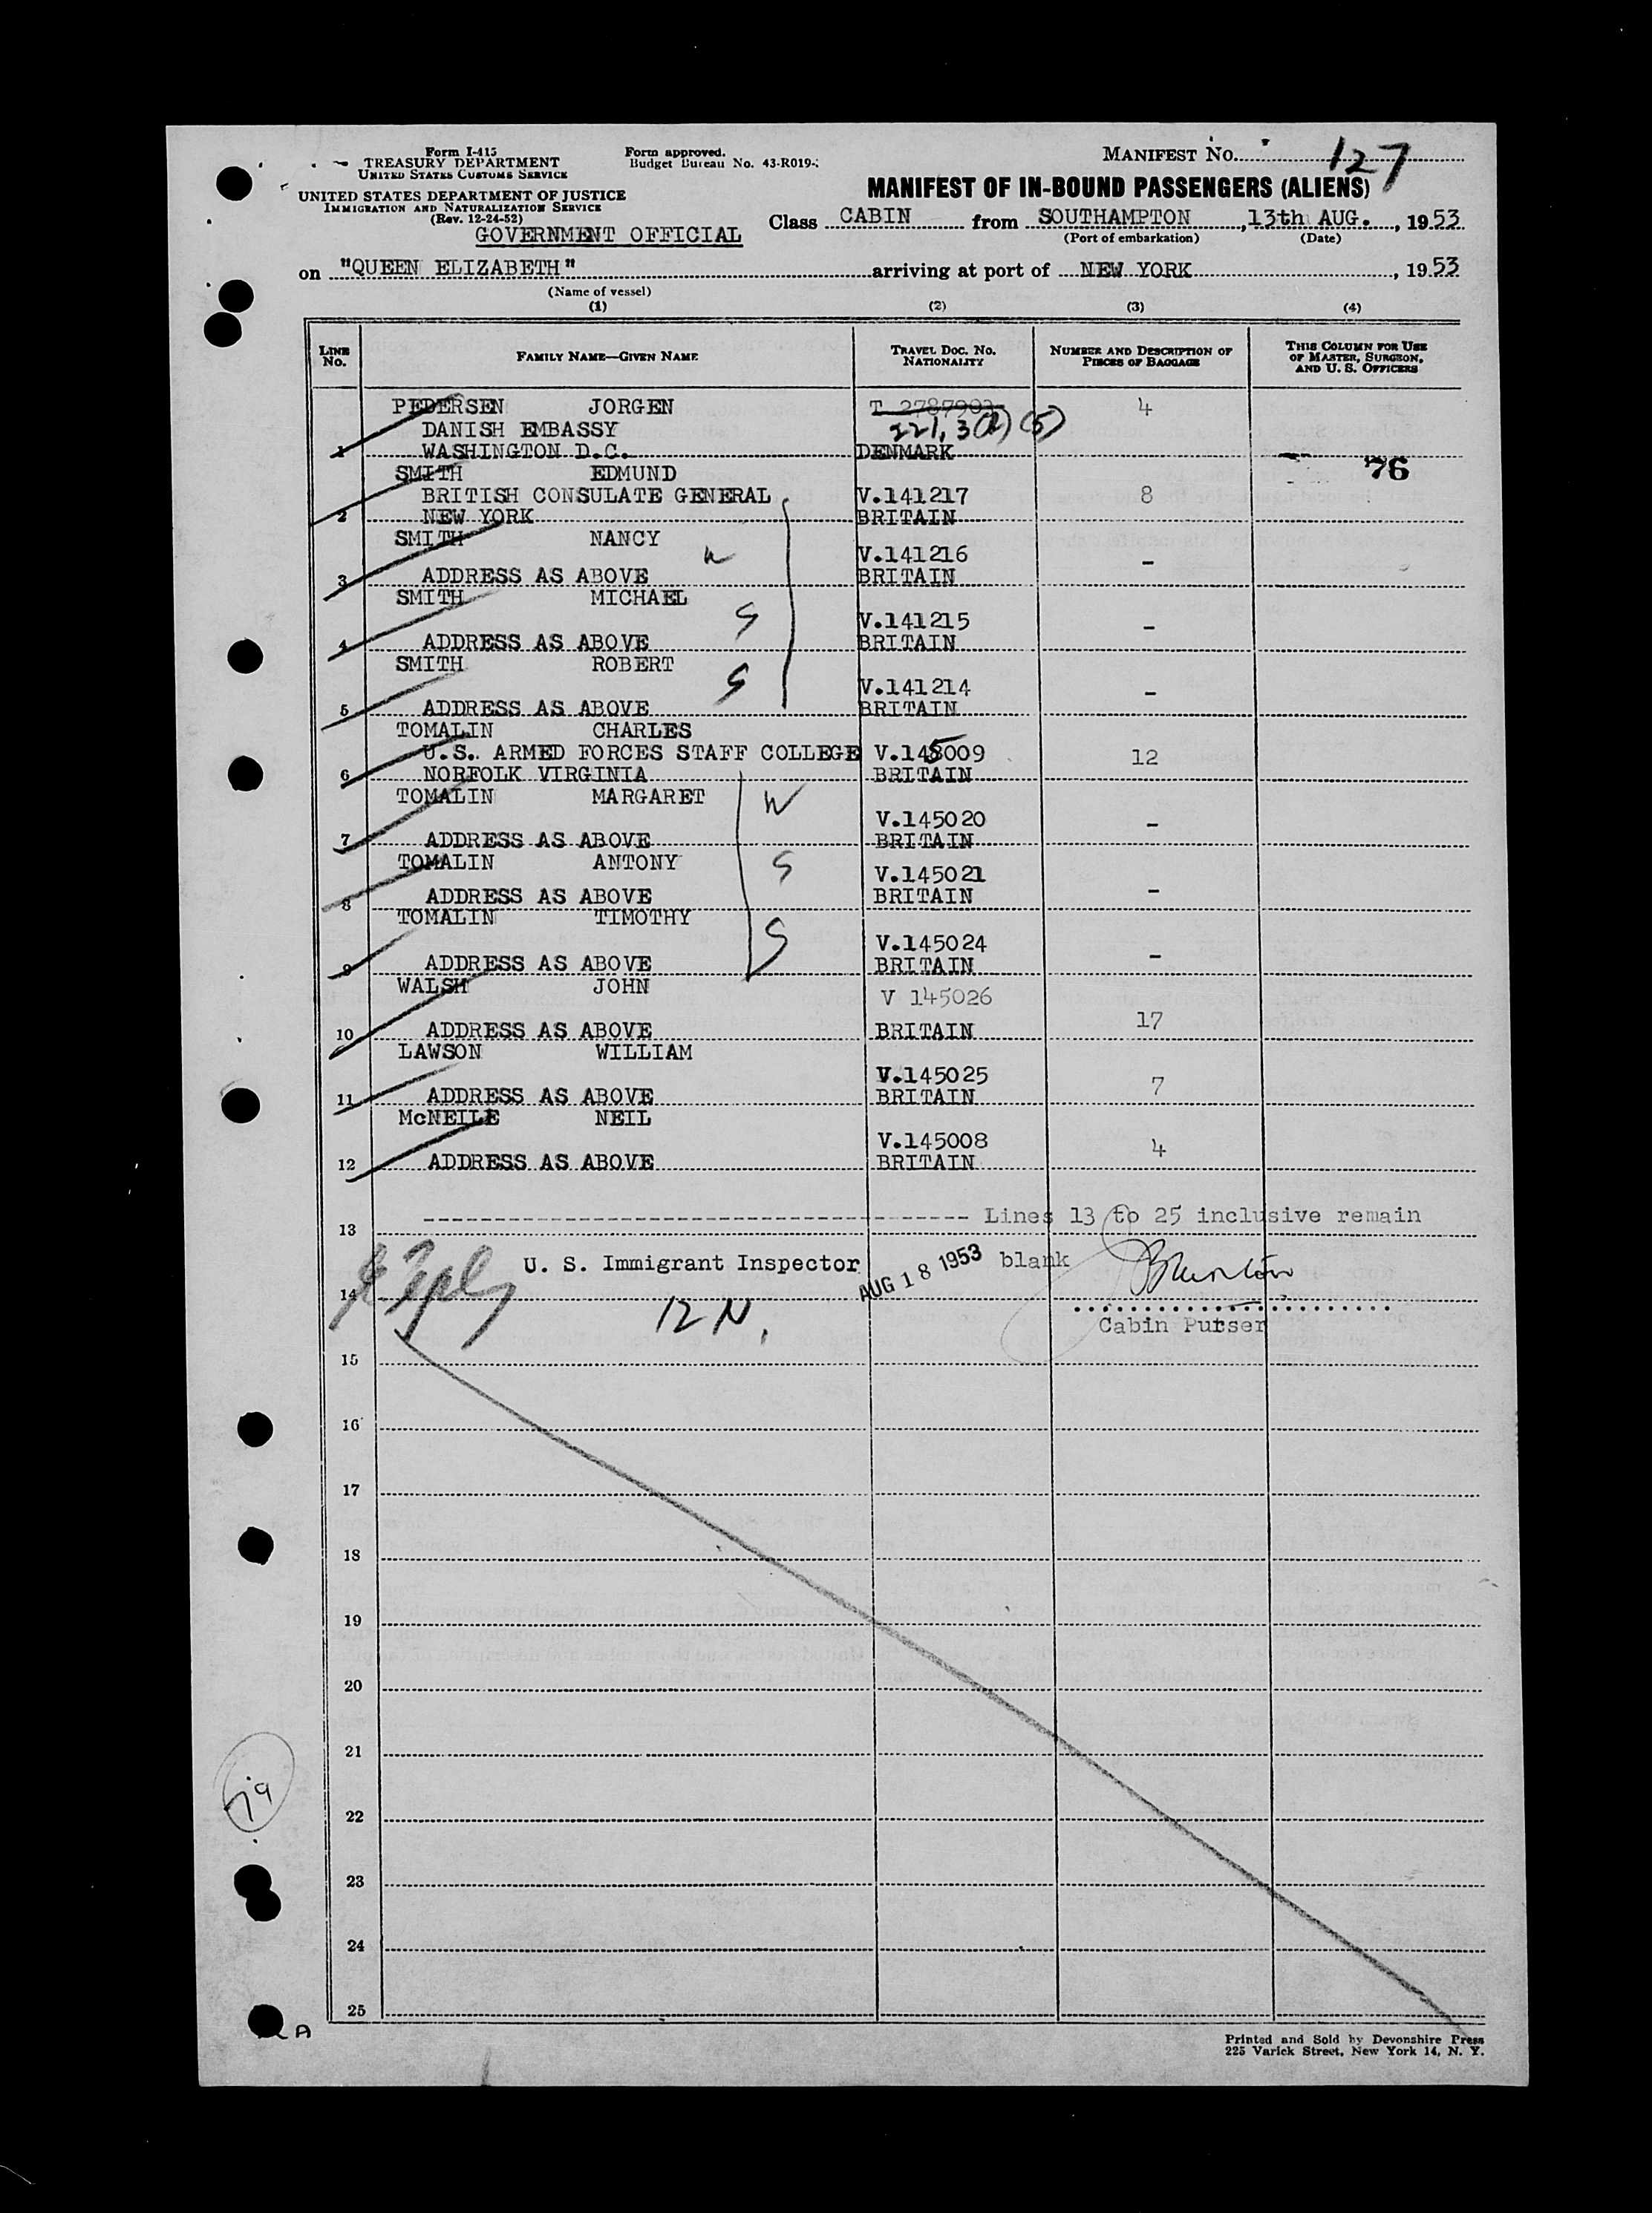 Form I-415
TREASURY DEPARTMENT
UNITED STATES CUSTOMS SERVICE
UNITED STATES DEPARTMENT OF JUSTICE
IMMIGRATION AND NATURALIZATION SERVICE
(Rev. 12-24-52)
GOVERNMENT OFFICIAL
Form approved.
Budget Bureau No. 43-R019-
MANIFEST NO. 127
MANIFEST OF IN-BOUND PASSENGERS (ALIENS)
Class CABIN from SOUTHAMPTON, 13th AUG., 1953
(Port of embarkation) (Date)
on "QUEEN ELIZABETH" arriving at port of NEW YORK, 1953
(Name of vessel)
(1) (2) (3) (4)
LINE NO. FAMILY NAME—GIVEN NAME TRAVEL DOC. NO. NATIONALITY NUMBER AND DESCRIPTION OF PIECES OF BAGGAGE THIS COLUMN FOR USE OF MASTER, SURGEON, AND U. S. OFFICERS
PEDERSEN JORGEN T 2787903 4
DANISH EMBASSY 221, 3(2) (5)
1 WASHINGTON D.C. DENMARK
76
SMITH EDMUND
BRITISH CONSULATE GENERAL V.141217 8
2 NEW YORK BRITAIN
SMITH NANCY
W V.141216 -
3 ADDRESS AS ABOVE BRITAIN
SMITH MICHAEL
S V.141215 -
4 ADDRESS AS ABOVE BRITAIN
SMITH ROBERT
S V.141214 -
5 ADDRESS AS ABOVE BRITAIN
TOMALIN CHARLES
U.S. ARMED FORCES STAFF COLLEGE V.145009 12
6 NORFOLK VIRGINIA BRITAIN
TOMALIN MARGARET W
V.145020 -
7 ADDRESS AS ABOVE BRITAIN
TOMALIN ANTONY S
V.145021 -
8 ADDRESS AS ABOVE BRITAIN
TOMALIN TIMOTHY
S V.145024 -
9 ADDRESS AS ABOVE BRITAIN
WALSH JOHN V 145026
17
10 ADDRESS AS ABOVE BRITAIN
LAWSON WILLIAM
V.145025 7
11 ADDRESS AS ABOVE BRITAIN
McNEILE NEIL
V.145008 4
12 ADDRESS AS ABOVE BRITAIN
13 Lines 13 to 25 inclusive remain
U. S. Immigrant Inspector AUG 18 1953 blank
14
12 N.
Cabin Purser
15
16
17
18
19
20
21
22
23
24
25
79
A
Printed and Sold by Devonshire Press
225 Varick Street, New York 14, N. Y.